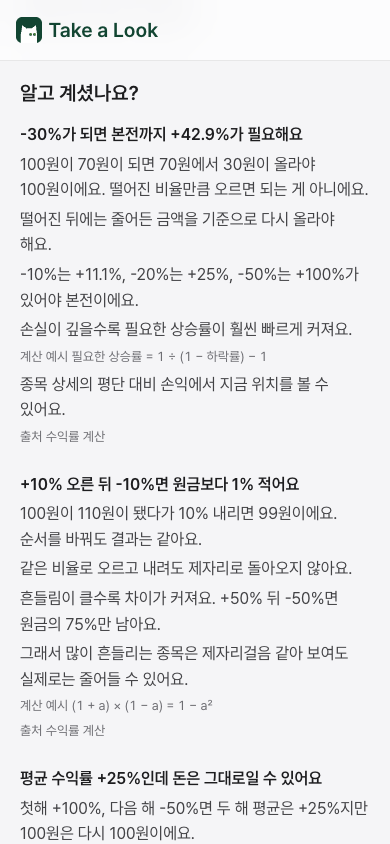 Take a Look
알고 계셨나요?
-30%가 되면 본전까지 +42.9%가 필요해요
100원이 70원이 되면 70원에서 30원이 올라야
100원이에요. 떨어진 비율만큼 오르면 되는 게 아니에요.
떨어진 뒤에는 줄어든 금액을 기준으로 다시 올라야
해요.
-10%는 +11.1%, -20%는 +25%, -50%는 +100%가
있어야 본전이에요.
손실이 깊을수록 필요한 상승률이 훨씬 빠르게 커져요.
계산 예시 필요한 상승률 = 1 ÷ (1 − 하락률) − 1
종목 상세의 평단 대비 손익에서 지금 위치를 볼 수
있어요.
출처 수익률 계산
+10% 오른 뒤 -10%면 원금보다 1% 적어요
100원이 110원이 됐다가 10% 내리면 99원이에요.
순서를 바꿔도 결과는 같아요.
같은 비율로 오르고 내려도 제자리로 돌아오지 않아요.
흔들림이 클수록 차이가 커져요. +50% 뒤 -50%면
원금의 75%만 남아요.
그래서 많이 흔들리는 종목은 제자리걸음 같아 보여도
실제로는 줄어들 수 있어요.
계산 예시 (1 + a) × (1 − a) = 1 − a²
출처 수익률 계산
평균 수익률 +25%인데 돈은 그대로일 수 있어요
첫해 +100%, 다음 해 -50%면 두 해 평균은 +25%지만
100원은 다시 100원이에요.